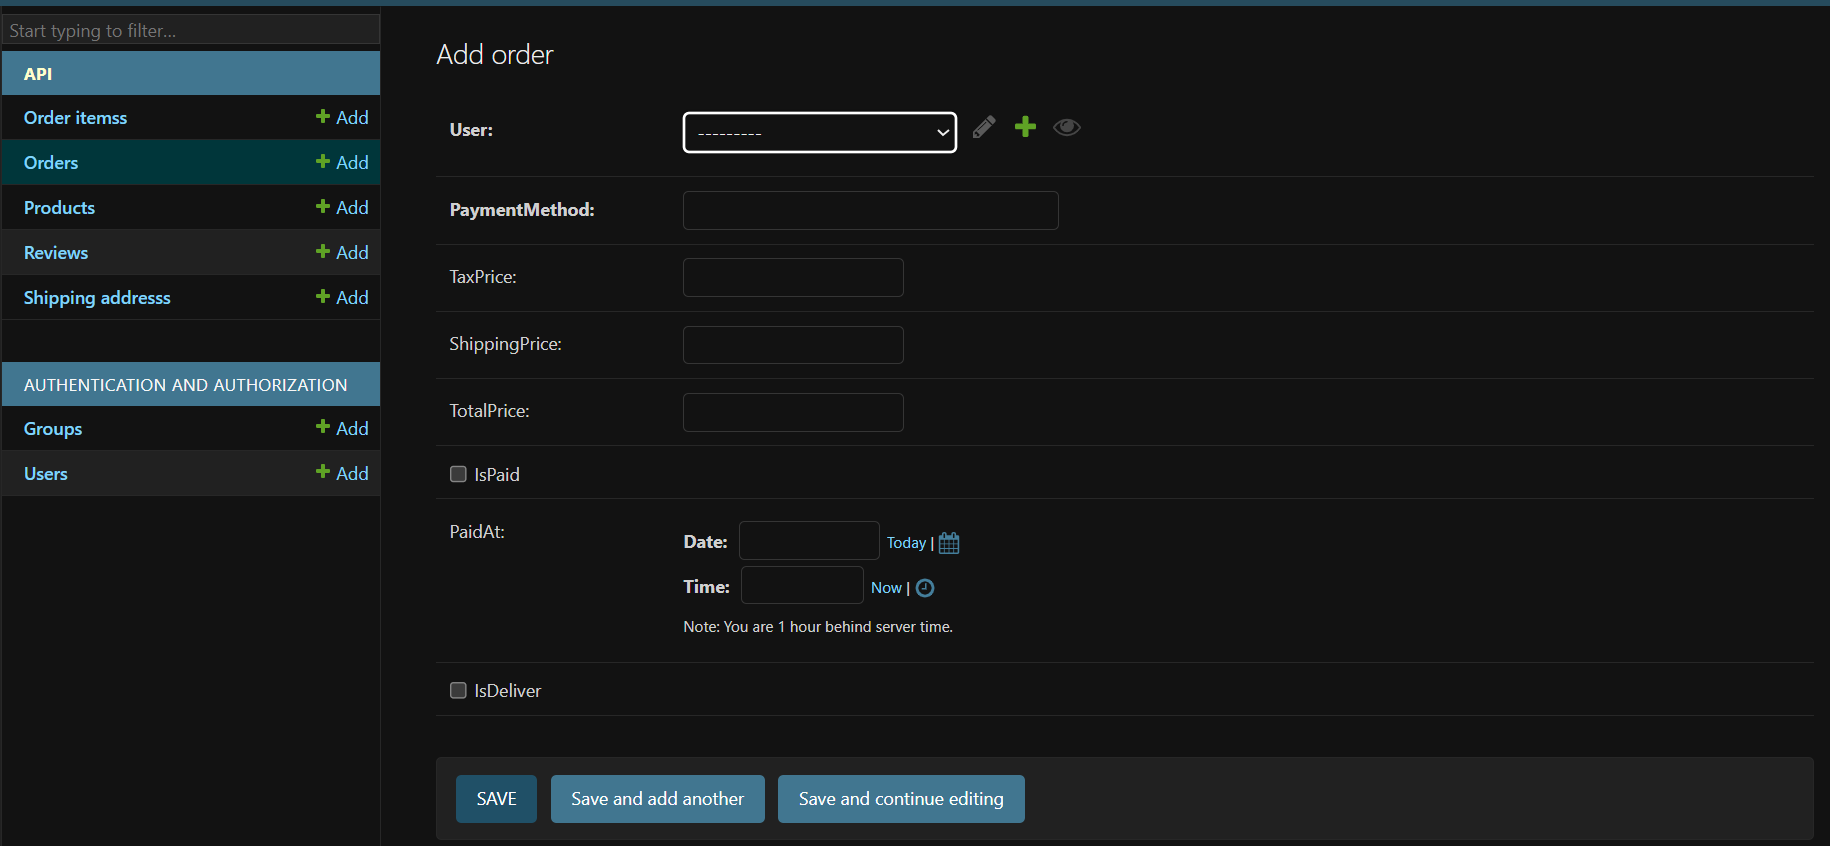 Start typing to filter...
API
Order itemss
Add
Orders
Add
Products
Add
Reviews
Add
Shipping addresss
Add
AUTHENTICATION AND AUTHORIZATION
Groups
Add
Users
Add
Add order
User:
---------
PaymentMethod:
TaxPrice:
ShippingPrice:
TotalPrice:
IsPaid
PaidAt:
Date:
Today |
Time:
Now |
Note: You are 1 hour behind server time.
IsDeliver
SAVE
Save and add another
Save and continue editing